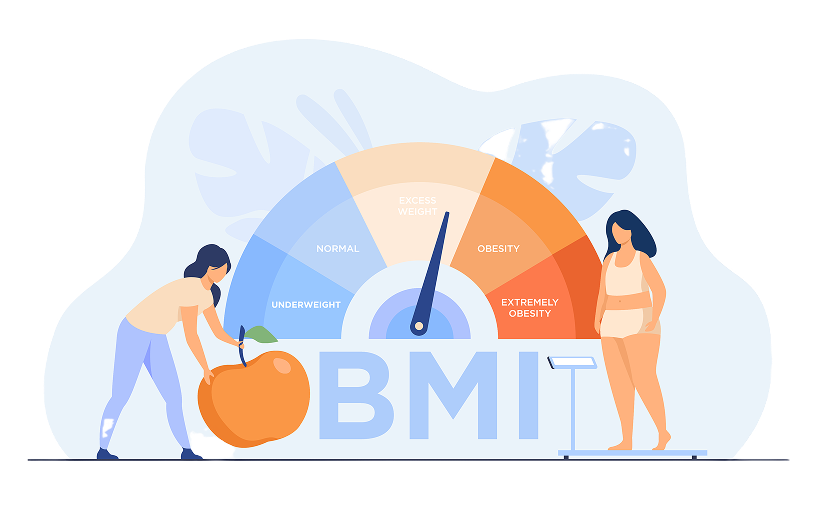 EXCESS
WEIGHT
NORMAL
OBESITY
UNDERWEIGHT
EXTREMELY
OBESITY
BMI